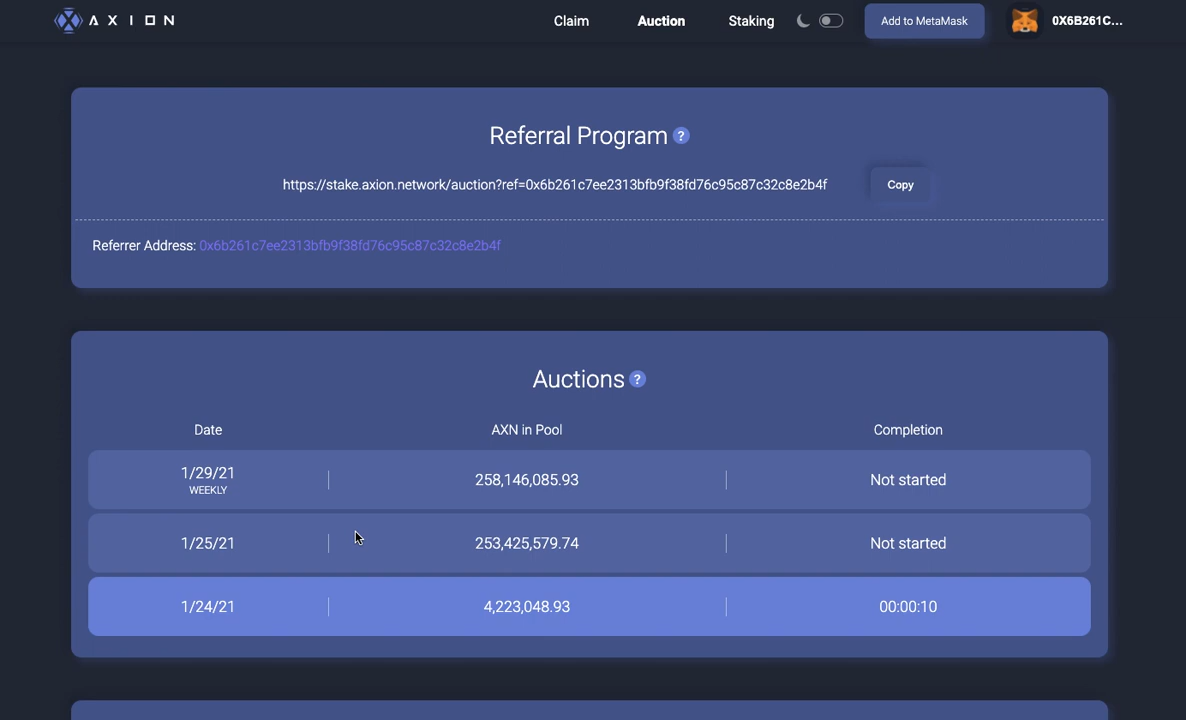 AXION
Claim
Auction
Staking
Add to MetaMask
0X6B261C...
Referral Program ?
https://stake.axion.network/auction?ref=0x6b261c7ee2313bfb9f38fd76c95c87c32c8e2b4f
Copy
Referrer Address: 0x6b261c7ee2313bfb9f38fd76c95c87c32c8e2b4f
Auctions ?
Date
AXN in Pool
Completion
1/29/21
WEEKLY
258,146,085.93
Not started
1/25/21
253,425,579.74
Not started
1/24/21
4,223,048.93
00:00:10